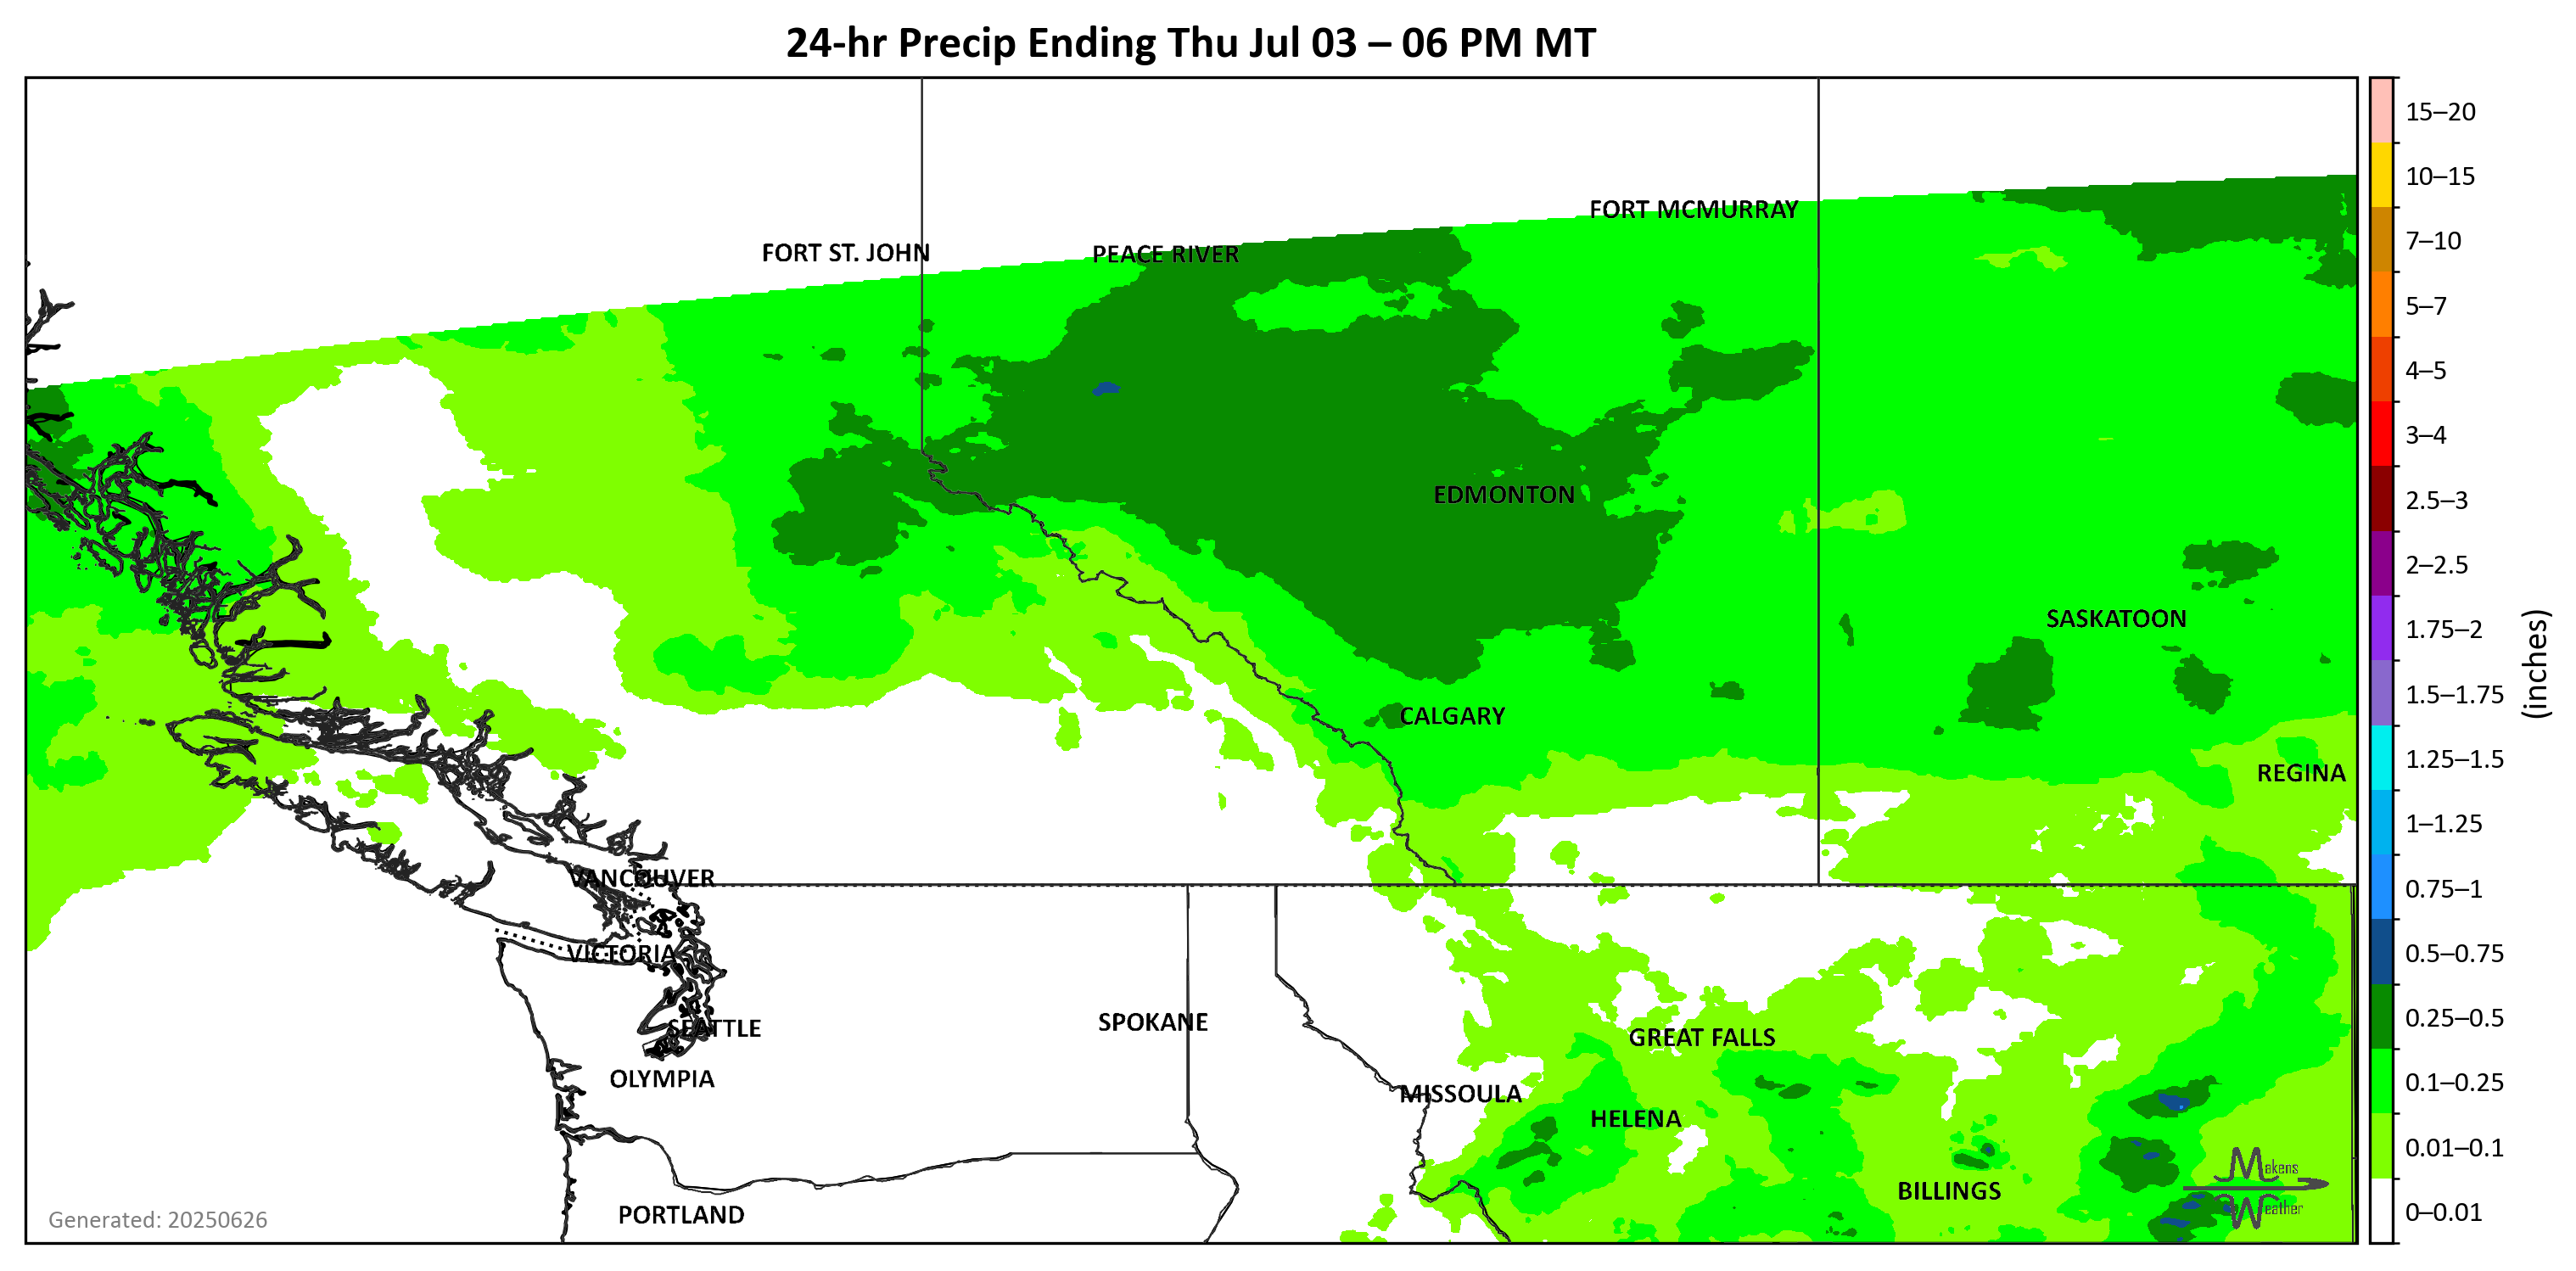 24-hr Precip Ending Thu Jul 03 – 06 PM MT
FORT MCMURRAY
FORT ST. JOHN
PEACE RIVER
EDMONTON
SASKATOON
CALGARY
REGINA
VANCOUVER
VICTORIA
SPOKANE
SEATTLE
GREAT FALLS
OLYMPIA
MISSOULA
HELENA
BILLINGS
PORTLAND
Makens
Weather
Generated: 20250626
15–20
10–15
7–10
5–7
4–5
3–4
2.5–3
2–2.5
1.75–2
1.5–1.75
1.25–1.5
1–1.25
0.75–1
0.5–0.75
0.25–0.5
0.1–0.25
0.01–0.1
0–0.01
(inches)